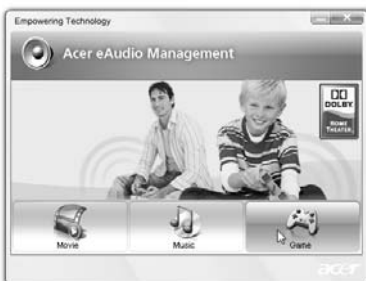 Empowering Technology
Acer eAudio Management
DOLBY
HOME
THEATER
Movie
Music
Game
acer